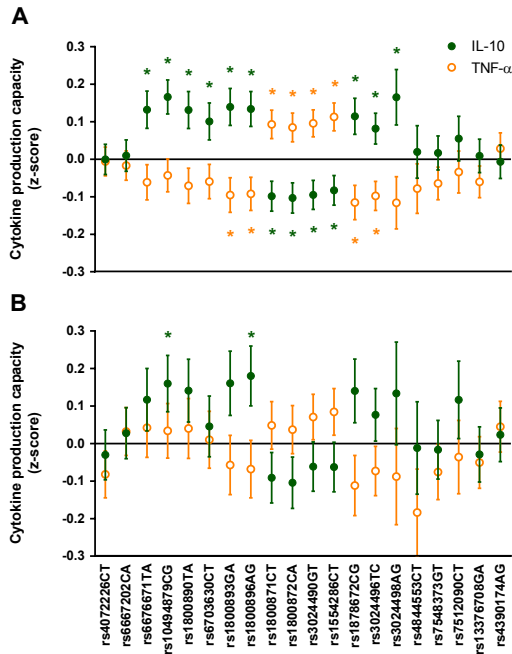 A
IL-10
TNF-α
Cytokine production capacity
(z-score)
0.3
0.2
0.1
0.0
-0.1
-0.2
-0.3
* * * * * * * * * * * * *
* * * * * * * *
B
Cytokine production capacity
(z-score)
0.3
0.2
0.1
0.0
-0.1
-0.2
-0.3
* *
rs4072226CT
rs6667202CA
rs6676671TA
rs10494879CG
rs1800890TA
rs6703630CT
rs1800893GA
rs1800896AG
rs1800871CT
rs1800872CA
rs3024490GT
rs1554286CT
rs1878672CG
rs3024496TC
rs3024498AG
rs4844553CT
rs7548373GT
rs7512090CT
rs13376708GA
rs4390174AG